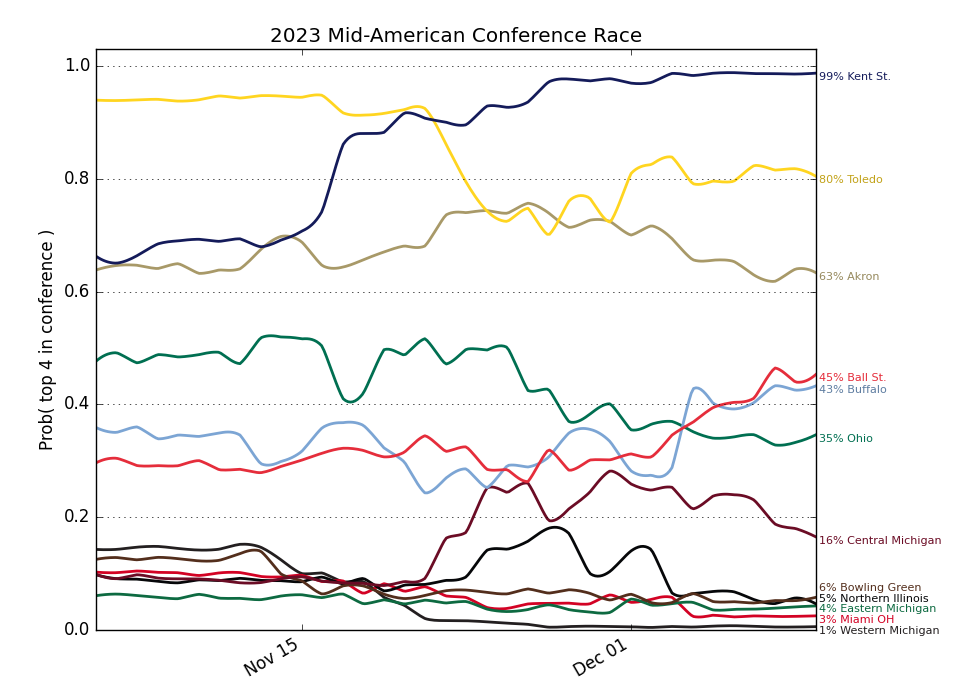 2023 Mid-American Conference Race
Prob( top 4 in conference )
1.0
0.8
0.6
0.4
0.2
0.0
Nov 15
Dec 01
99% Kent St.
80% Toledo
63% Akron
45% Ball St.
43% Buffalo
35% Ohio
16% Central Michigan
6% Bowling Green
5% Northern Illinois
4% Eastern Michigan
3% Miami OH
1% Western Michigan